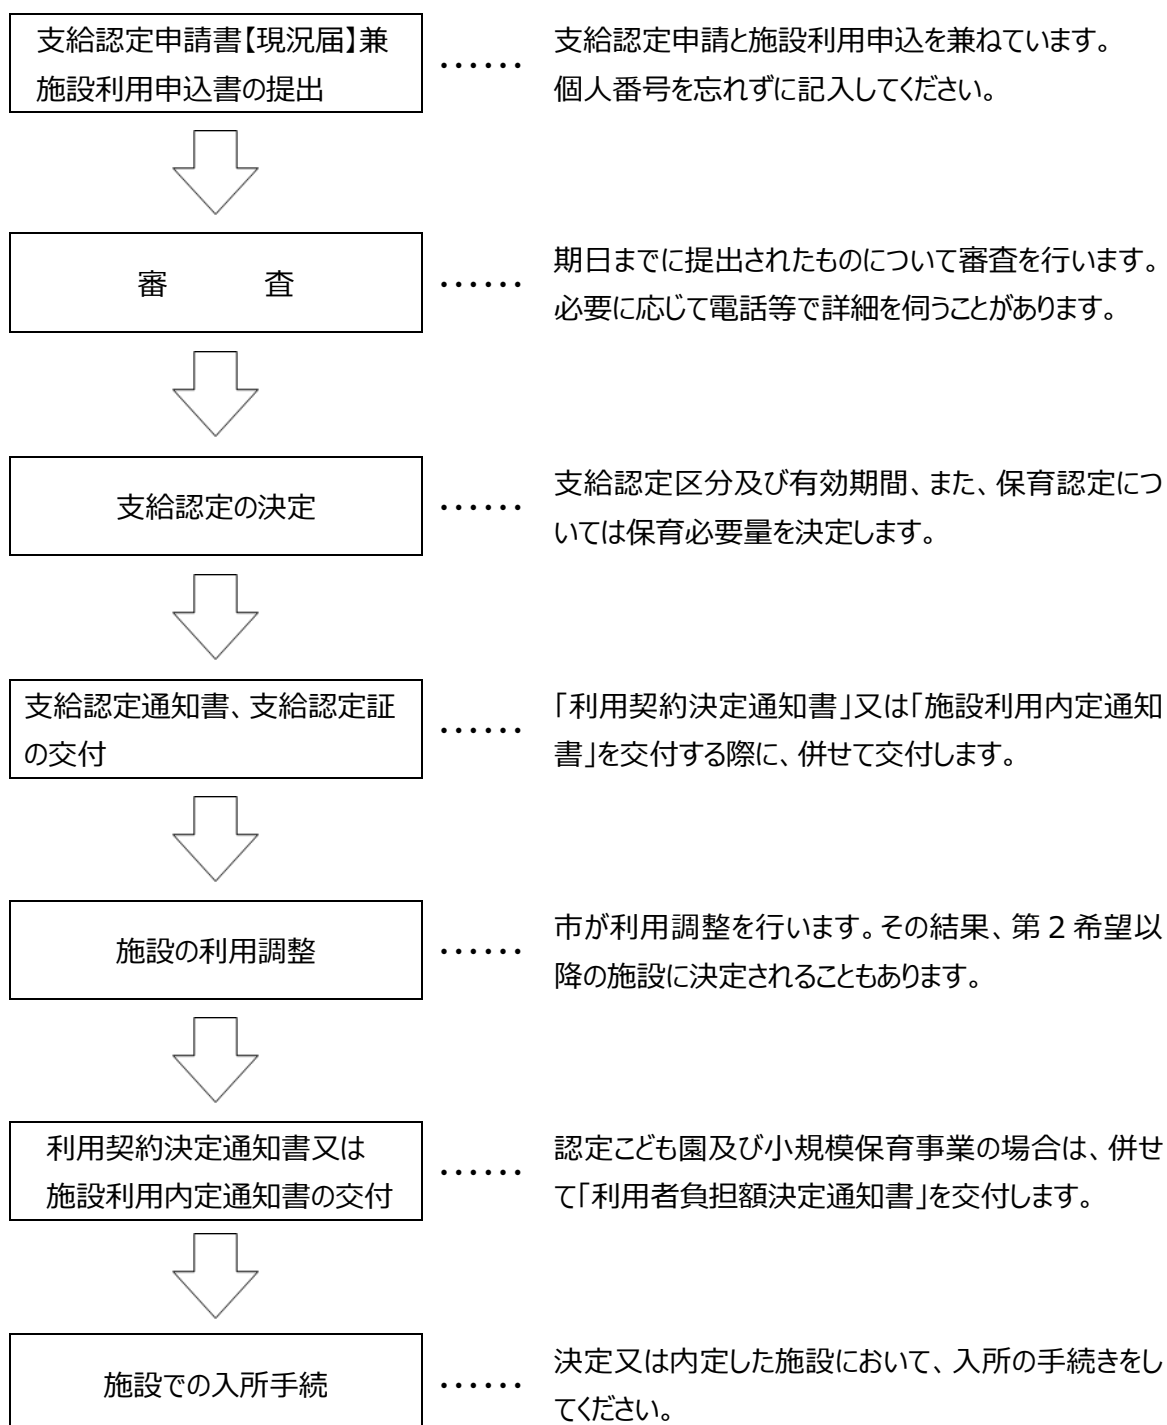 支給認定申請書【現況届】兼
施設利用申込書の提出
……
支給認定申請と施設利用申込を兼ねています。
個人番号を忘れずに記入してください。
審　　　査
……
期日までに提出されたものについて審査を行います。
必要に応じて電話等で詳細を伺うことがあります。
支給認定の決定
……
支給認定区分及び有効期間、また、保育認定につ
いては保育必要量を決定します。
支給認定通知書、支給認定証
の交付
……
「利用契約決定通知書」又は「施設利用内定通知
書」を交付する際に、併せて交付します。
施設の利用調整
……
市が利用調整を行います。その結果、第 2 希望以
降の施設に決定されることもあります。
利用契約決定通知書又は
施設利用内定通知書の交付
……
認定こども園及び小規模保育事業の場合は、併せ
て「利用者負担額決定通知書」を交付します。
施設での入所手続
……
決定又は内定した施設において、入所の手続きをし
てください。